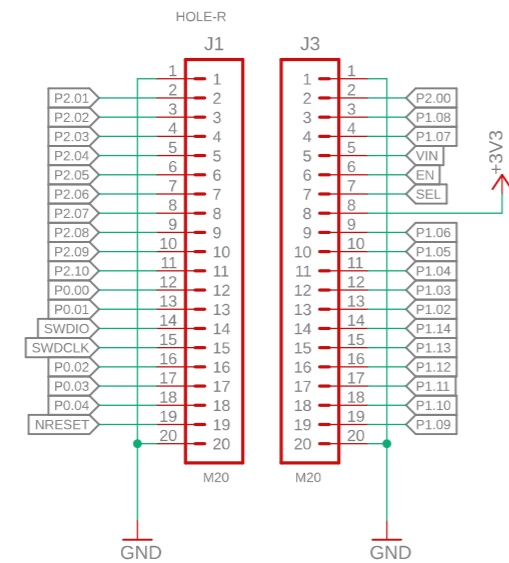 HOLE-R
J1 J3
1 1 1 1
P2.01 2 2 2 2 P2.00
P2.02 3 3 3 3 P1.08
P2.03 4 4 4 4 P1.07
P2.04 5 5 5 5 VIN
P2.05 6 6 6 6 EN
P2.06 7 7 7 7 SEL
P2.07 8 8 8 8 +3V3
P2.08 9 9 9 9 P1.06
P2.09 10 10 10 10 P1.05
P2.10 11 11 11 11 P1.04
P0.00 12 12 12 12 P1.03
P0.01 13 13 13 13 P1.02
SWDIO 14 14 14 14 P1.14
SWDCLK 15 15 15 15 P1.13
P0.02 16 16 16 16 P1.12
P0.03 17 17 17 17 P1.11
P0.04 18 18 18 18 P1.10
NRESET 19 19 19 19 P1.09
20 20 20 20
M20 M20
GND GND